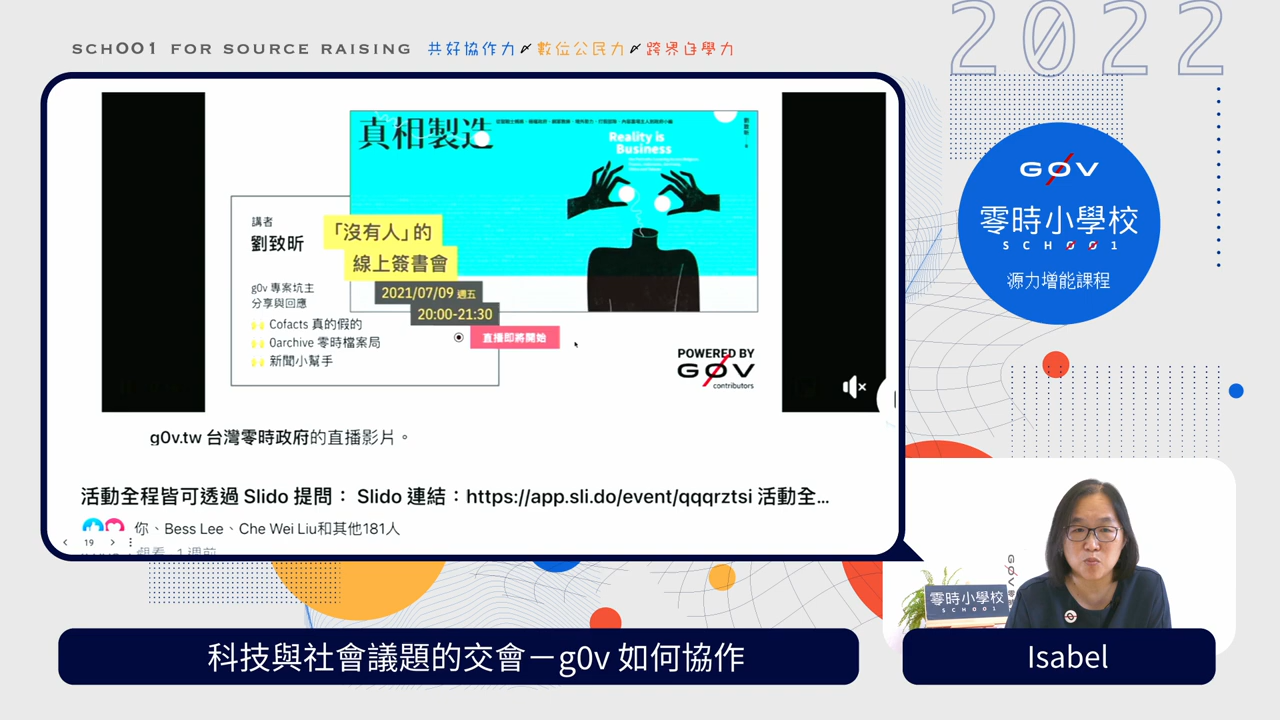 SCHOO1 FOR SOURCE RAISING 共好協作力 數位公民力 跨界自學力
2022
真相製造
Reality is
Business
劉致昕
講者
劉致昕
「沒有人」的
線上簽書會
g0v 專案坑主
分享與回應
2021/07/09 週五
20:00-21:30
Cofacts 真的假的
0archive 零時檔案局
新聞小幫手
直播即將開始
POWERED BY
G0V
contributors
g0v.tw 台灣零時政府的直播影片。
活動全程皆可透過 Slido 提問： Slido 連結：https://app.sli.do/event/qqqrztsi 活動全...
你、Bess Lee、Che Wei Liu和其他181人
19
G0V
零時小學校
SCHOO1
源力增能課程
G0V
零時小學校
SCHOO1
科技與社會議題的交會－g0v 如何協作
Isabel